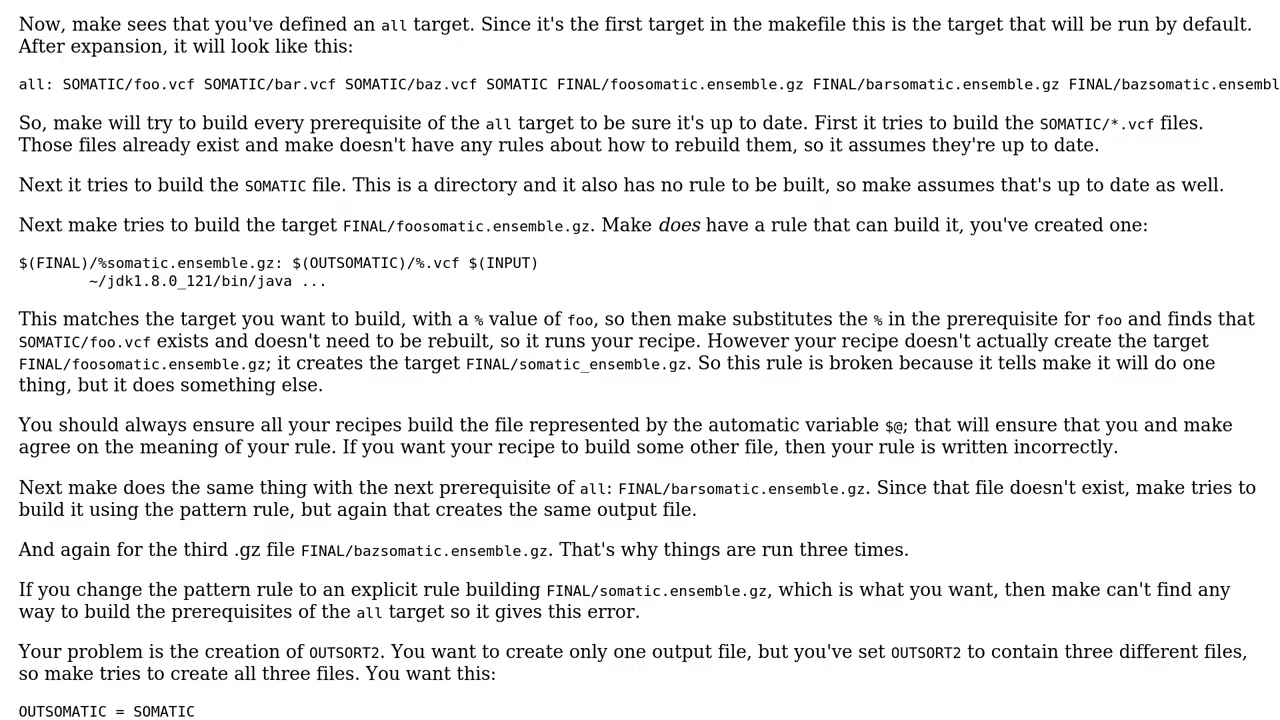 Now, make sees that you've defined an all target. Since it's the first target in the makefile this is the target that will be run by default.
After expansion, it will look like this:
all: SOMATIC/foo.vcf SOMATIC/bar.vcf SOMATIC/baz.vcf SOMATIC FINAL/foosomatic.ensemble.gz FINAL/barsomatic.ensemble.gz FINAL/bazsomatic.ensembl
So, make will try to build every prerequisite of the all target to be sure it's up to date. First it tries to build the SOMATIC/*.vcf files.
Those files already exist and make doesn't have any rules about how to rebuild them, so it assumes they're up to date.
Next it tries to build the SOMATIC file. This is a directory and it also has no rule to be built, so make assumes that's up to date as well.
Next make tries to build the target FINAL/foosomatic.ensemble.gz. Make does have a rule that can build it, you've created one:
$(FINAL)/%somatic.ensemble.gz: $(OUTSOMATIC)/%.vcf $(INPUT)
~/jdk1.8.0_121/bin/java ...
This matches the target you want to build, with a % value of foo, so then make substitutes the % in the prerequisite for foo and finds that
SOMATIC/foo.vcf exists and doesn't need to be rebuilt, so it runs your recipe. However your recipe doesn't actually create the target
FINAL/foosomatic.ensemble.gz; it creates the target FINAL/somatic_ensemble.gz. So this rule is broken because it tells make it will do one
thing, but it does something else.
You should always ensure all your recipes build the file represented by the automatic variable $@; that will ensure that you and make
agree on the meaning of your rule. If you want your recipe to build some other file, then your rule is written incorrectly.
Next make does the same thing with the next prerequisite of all: FINAL/barsomatic.ensemble.gz. Since that file doesn't exist, make tries to
build it using the pattern rule, but again that creates the same output file.
And again for the third .gz file FINAL/bazsomatic.ensemble.gz. That's why things are run three times.
If you change the pattern rule to an explicit rule building FINAL/somatic.ensemble.gz, which is what you want, then make can't find any
way to build the prerequisites of the all target so it gives this error.
Your problem is the creation of OUTSORT2. You want to create only one output file, but you've set OUTSORT2 to contain three different files,
so make tries to create all three files. You want this:
OUTSOMATIC = SOMATIC